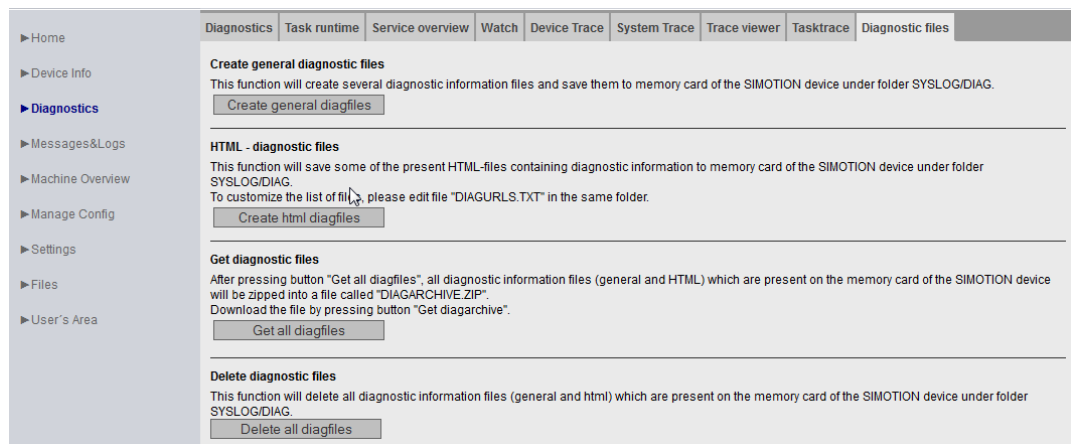 Diagnostics Task runtime Service overview Watch Device Trace System Trace Trace viewer Tasktrace Diagnostic files
Home
Device Info
Diagnostics
Messages&Logs
Machine Overview
Manage Config
Settings
Files
User's Area
Create general diagnostic files
This function will create several diagnostic information files and save them to memory card of the SIMOTION device under folder SYSLOG/DIAG.
Create general diagfiles
HTML - diagnostic files
This function will save some of the present HTML-files containing diagnostic information to memory card of the SIMOTION device under folder
SYSLOG/DIAG.
To customize the list of files, please edit file "DIAGURLS.TXT" in the same folder.
Create html diagfiles
Get diagnostic files
After pressing button "Get all diagfiles", all diagnostic information files (general and HTML) which are present on the memory card of the SIMOTION device
will be zipped into a file called "DIAGARCHIVE.ZIP".
Download the file by pressing button "Get diagarchive".
Get all diagfiles
Delete diagnostic files
This function will delete all diagnostic information files (general and html) which are present on the memory card of the SIMOTION device under folder
SYSLOG/DIAG.
Delete all diagfiles